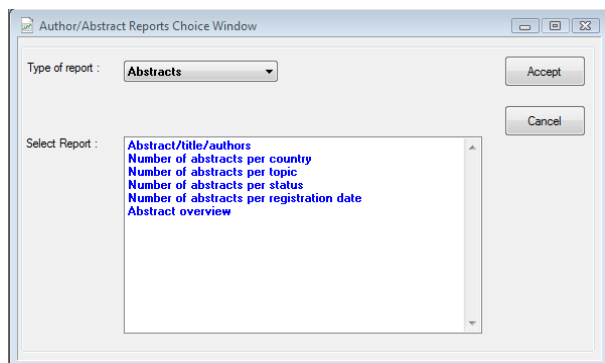 Author/Abstract Reports Choice Window
Type of report :
Abstracts
Accept
Cancel
Select Report :
Abstract/title/authors
Number of abstracts per country
Number of abstracts per topic
Number of abstracts per status
Number of abstracts per registration date
Abstract overview